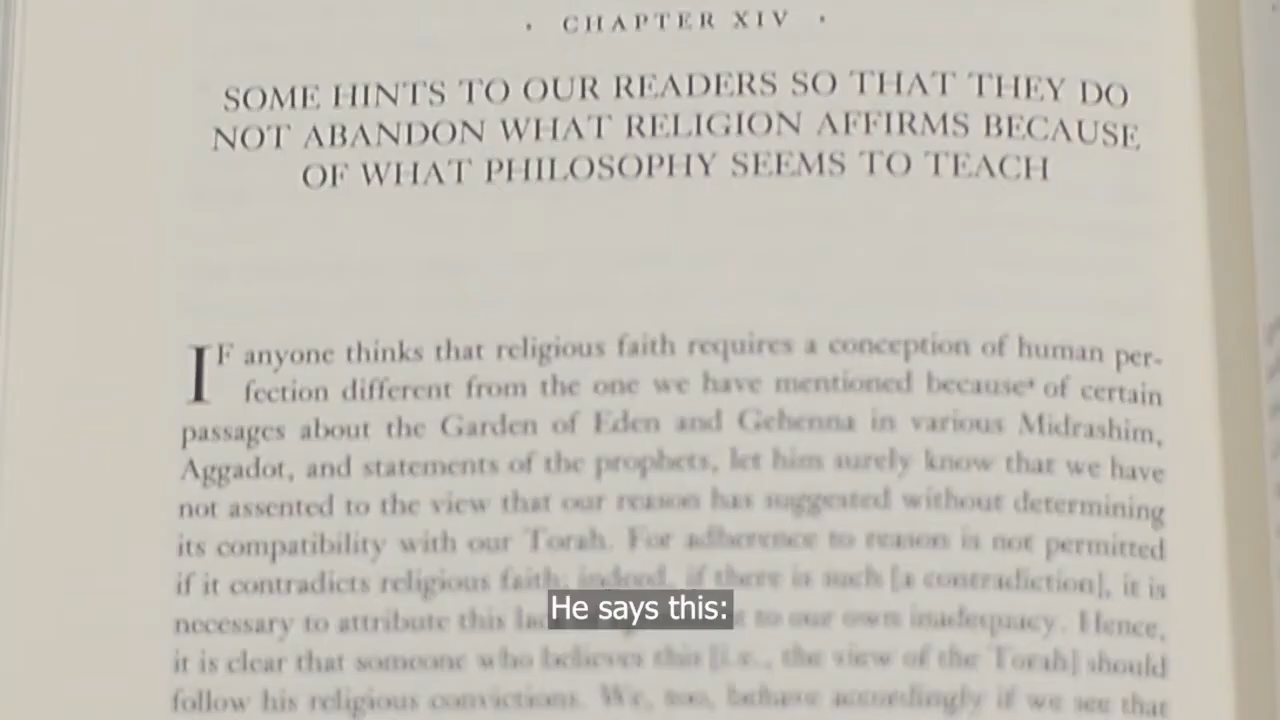 · CHAPTER XIV ·
SOME HINTS TO OUR READERS SO THAT THEY DO
NOT ABANDON WHAT RELIGION AFFIRMS BECAUSE
OF WHAT PHILOSOPHY SEEMS TO TEACH
IF anyone thinks that religious faith requires a conception of human per-
fection different from the one we have mentioned because of certain
passages about the Garden of Eden and Gehenna in various Midrashim,
Aggadot, and statements of the prophets, let him surely know that we have
not assented to the view that our reason has suggested without determining
its compatibility with our Torah. For adherence to reason is not permitted
if it contradicts religious faith; indeed, if there is such [a contradiction], it is
necessary to attribute this to our own inadequacy. Hence,
He says this:
it is clear that someone who believes this [i.e., the view of the Torah] should
follow his religious convictions. We, too, behave accordingly if we see that